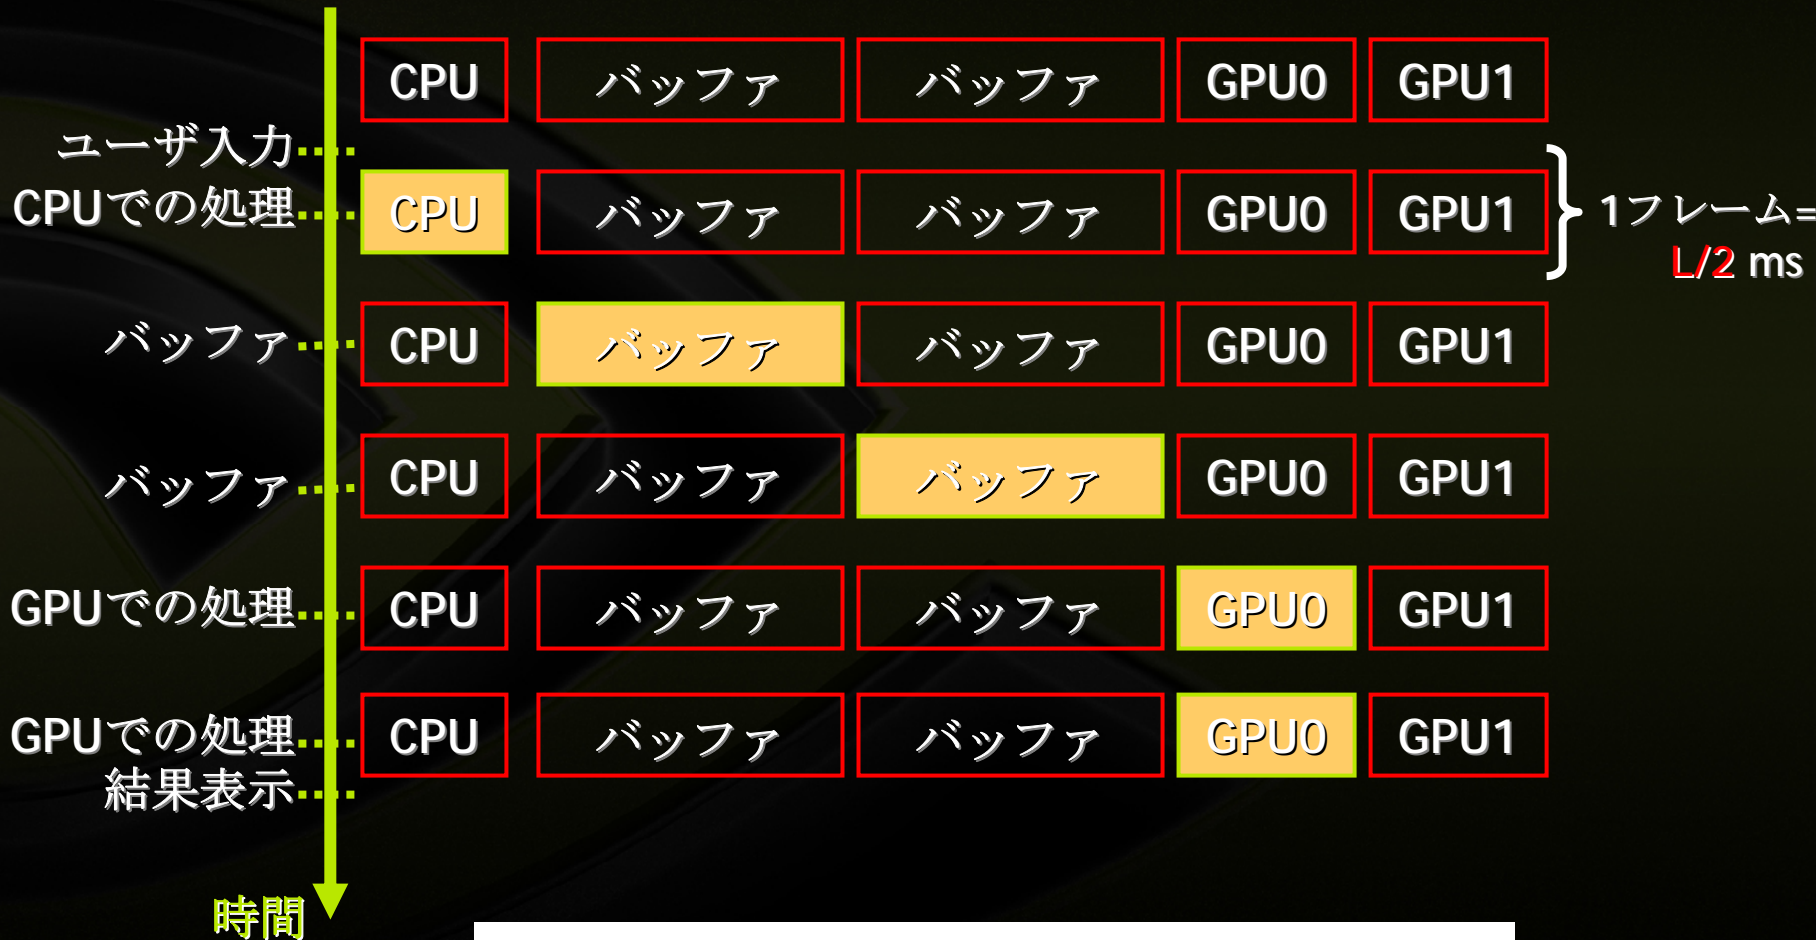 CPU バッファ バッファ GPU0 GPU1
ユーザ入力
CPUでの処理 CPU バッファ バッファ GPU0 GPU1 1フレーム=
L/2 ms
バッファ CPU バッファ バッファ GPU0 GPU1
バッファ CPU バッファ バッファ GPU0 GPU1
GPUでの処理 CPU バッファ バッファ GPU0 GPU1
GPUでの処理 CPU バッファ バッファ GPU0 GPU1
結果表示
時間